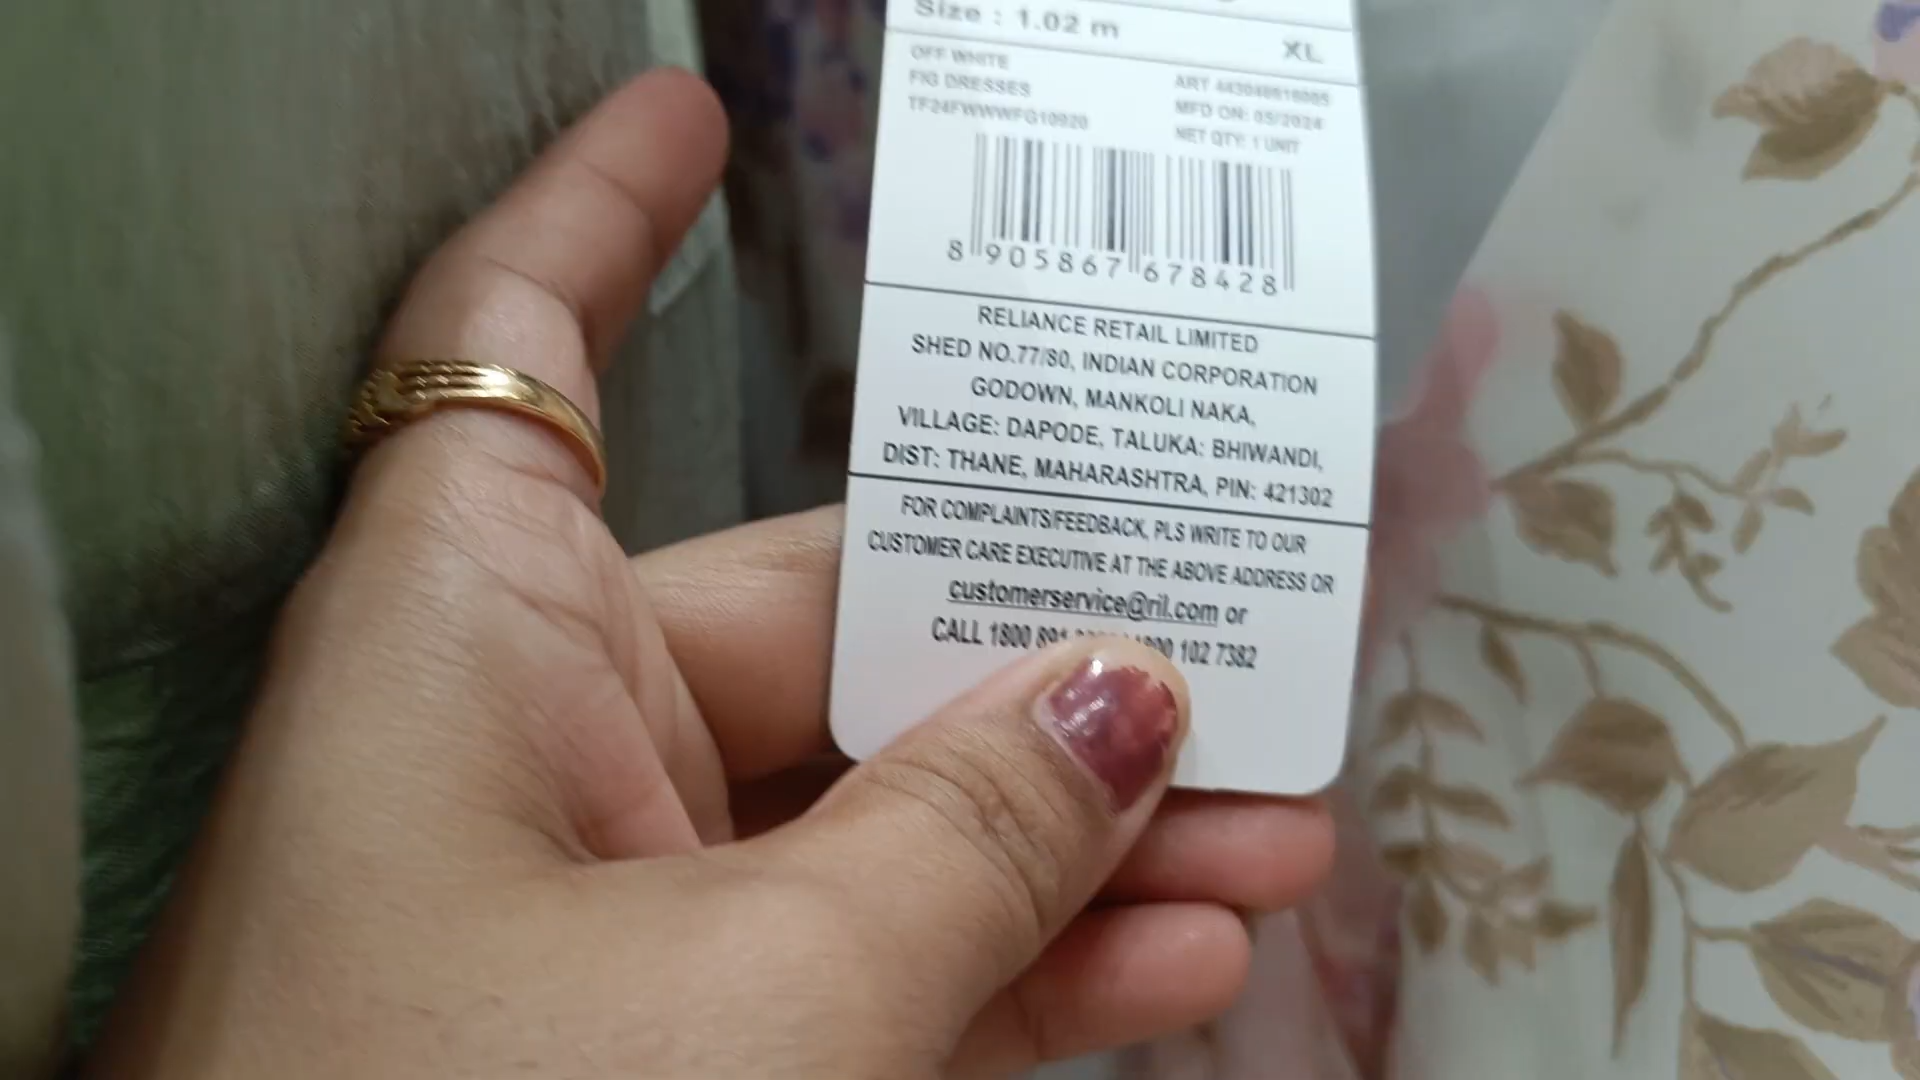 Size : 1.02 m
XL
OFF WHITE
FIG DRESSES
TF24FWWWFG10920
ART
MFD ON: 05/2024
NET QTY: 1 UNIT
8 905867 678428
RELIANCE RETAIL LIMITED
SHED NO.77/80, INDIAN CORPORATION
GODOWN, MANKOLI NAKA,
VILLAGE: DAPODE, TALUKA: BHIWANDI,
DIST: THANE, MAHARASHTRA, PIN: 421302
FOR COMPLAINTS/FEEDBACK, PLS WRITE TO OUR
CUSTOMER CARE EXECUTIVE AT THE ABOVE ADDRESS OR
customerservice@ril.com or
CALL 1800 102 7382